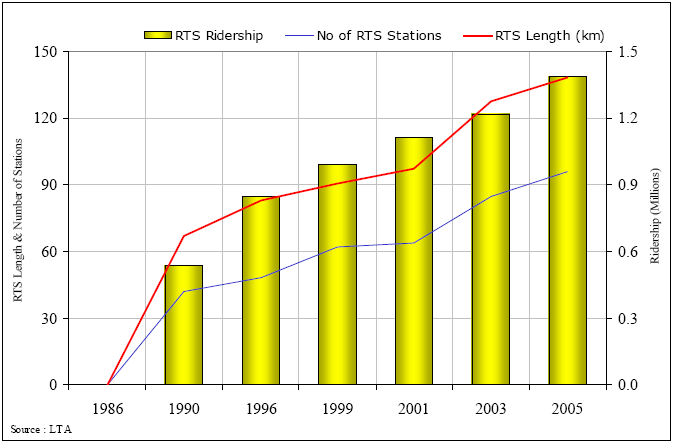 RTS Ridership No of RTS Stations RTS Length (km)
150 1.5
120 1.2
90 0.9
60 0.6
30 0.3
0 0.0
RTS Length & Number of Stations
Ridership (Millions)
1986 1990 1996 1999 2001 2003 2005
Source : LTA